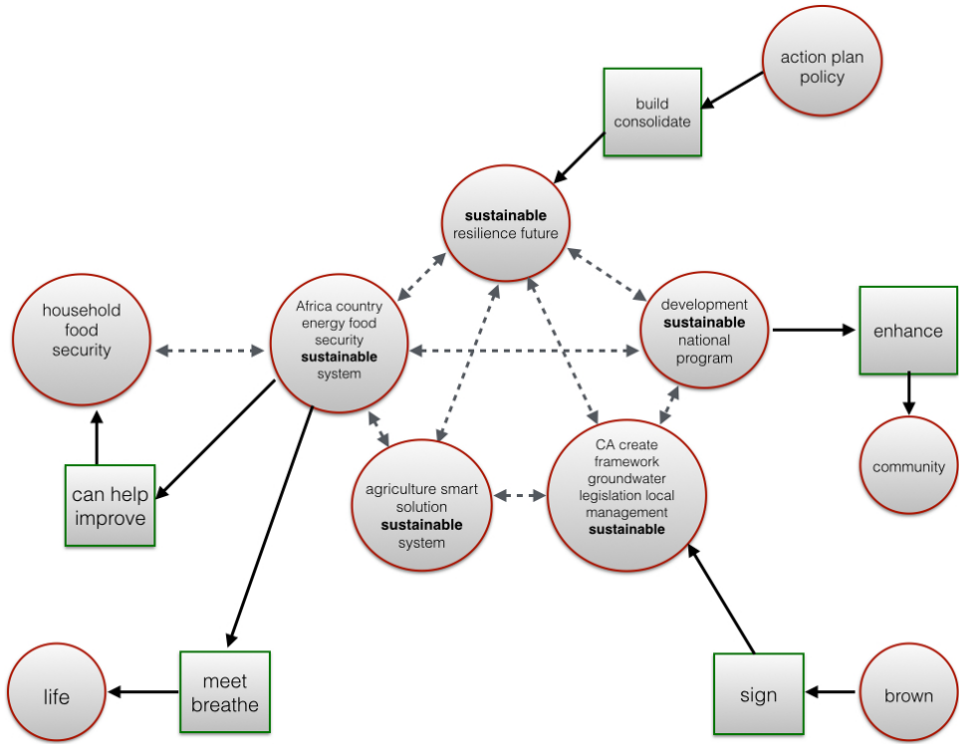 action plan
policy
build
consolidate
sustainable
resilience future
household
food
security
Africa country
energy food
security
sustainable
system
development
sustainable
national
program
enhance
community
can help
improve
agriculture smart
solution
sustainable
system
CA create
framework
groundwater
legislation local
management
sustainable
life
meet
breathe
sign
brown